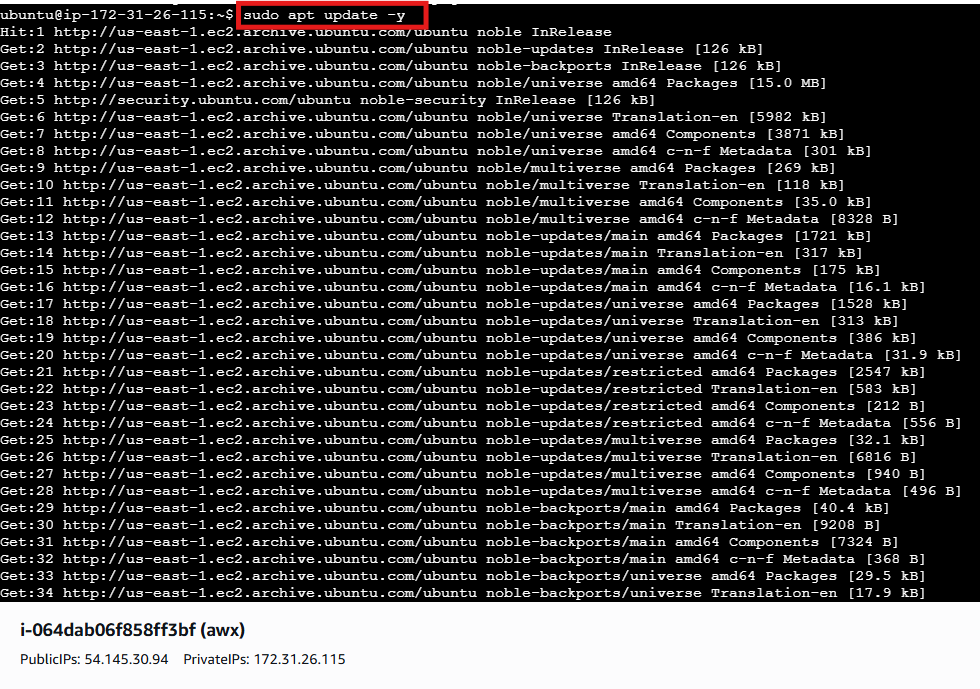 ubuntu@ip-172-31-26-115:~$ sudo apt update -y
Hit:1 http://us-east-1.ec2.archive.ubuntu.com/ubuntu noble InRelease
Get:2 http://us-east-1.ec2.archive.ubuntu.com/ubuntu noble-updates InRelease [126 kB]
Get:3 http://us-east-1.ec2.archive.ubuntu.com/ubuntu noble-backports InRelease [126 kB]
Get:4 http://us-east-1.ec2.archive.ubuntu.com/ubuntu noble/universe amd64 Packages [15.0 MB]
Get:5 http://security.ubuntu.com/ubuntu noble-security InRelease [126 kB]
Get:6 http://us-east-1.ec2.archive.ubuntu.com/ubuntu noble/universe Translation-en [5982 kB]
Get:7 http://us-east-1.ec2.archive.ubuntu.com/ubuntu noble/universe amd64 Components [3871 kB]
Get:8 http://us-east-1.ec2.archive.ubuntu.com/ubuntu noble/universe amd64 c-n-f Metadata [301 kB]
Get:9 http://us-east-1.ec2.archive.ubuntu.com/ubuntu noble/multiverse amd64 Packages [269 kB]
Get:10 http://us-east-1.ec2.archive.ubuntu.com/ubuntu noble/multiverse Translation-en [118 kB]
Get:11 http://us-east-1.ec2.archive.ubuntu.com/ubuntu noble/multiverse amd64 Components [35.0 kB]
Get:12 http://us-east-1.ec2.archive.ubuntu.com/ubuntu noble/multiverse amd64 c-n-f Metadata [8328 B]
Get:13 http://us-east-1.ec2.archive.ubuntu.com/ubuntu noble-updates/main amd64 Packages [1721 kB]
Get:14 http://us-east-1.ec2.archive.ubuntu.com/ubuntu noble-updates/main Translation-en [317 kB]
Get:15 http://us-east-1.ec2.archive.ubuntu.com/ubuntu noble-updates/main amd64 Components [175 kB]
Get:16 http://us-east-1.ec2.archive.ubuntu.com/ubuntu noble-updates/main amd64 c-n-f Metadata [16.1 kB]
Get:17 http://us-east-1.ec2.archive.ubuntu.com/ubuntu noble-updates/universe amd64 Packages [1528 kB]
Get:18 http://us-east-1.ec2.archive.ubuntu.com/ubuntu noble-updates/universe Translation-en [313 kB]
Get:19 http://us-east-1.ec2.archive.ubuntu.com/ubuntu noble-updates/universe amd64 Components [386 kB]
Get:20 http://us-east-1.ec2.archive.ubuntu.com/ubuntu noble-updates/universe amd64 c-n-f Metadata [31.9 kB]
Get:21 http://us-east-1.ec2.archive.ubuntu.com/ubuntu noble-updates/restricted amd64 Packages [2547 kB]
Get:22 http://us-east-1.ec2.archive.ubuntu.com/ubuntu noble-updates/restricted Translation-en [583 kB]
Get:23 http://us-east-1.ec2.archive.ubuntu.com/ubuntu noble-updates/restricted amd64 Components [212 B]
Get:24 http://us-east-1.ec2.archive.ubuntu.com/ubuntu noble-updates/restricted amd64 c-n-f Metadata [556 B]
Get:25 http://us-east-1.ec2.archive.ubuntu.com/ubuntu noble-updates/multiverse amd64 Packages [32.1 kB]
Get:26 http://us-east-1.ec2.archive.ubuntu.com/ubuntu noble-updates/multiverse Translation-en [6816 B]
Get:27 http://us-east-1.ec2.archive.ubuntu.com/ubuntu noble-updates/multiverse amd64 Components [940 B]
Get:28 http://us-east-1.ec2.archive.ubuntu.com/ubuntu noble-updates/multiverse amd64 c-n-f Metadata [496 B]
Get:29 http://us-east-1.ec2.archive.ubuntu.com/ubuntu noble-backports/main amd64 Packages [40.4 kB]
Get:30 http://us-east-1.ec2.archive.ubuntu.com/ubuntu noble-backports/main Translation-en [9208 B]
Get:31 http://us-east-1.ec2.archive.ubuntu.com/ubuntu noble-backports/main amd64 Components [7324 B]
Get:32 http://us-east-1.ec2.archive.ubuntu.com/ubuntu noble-backports/main amd64 c-n-f Metadata [368 B]
Get:33 http://us-east-1.ec2.archive.ubuntu.com/ubuntu noble-backports/universe amd64 Packages [29.5 kB]
Get:34 http://us-east-1.ec2.archive.ubuntu.com/ubuntu noble-backports/universe Translation-en [17.9 kB]
i-064dab06f858ff3bf (awx)
PublicIPs: 54.145.30.94 PrivateIPs: 172.31.26.115